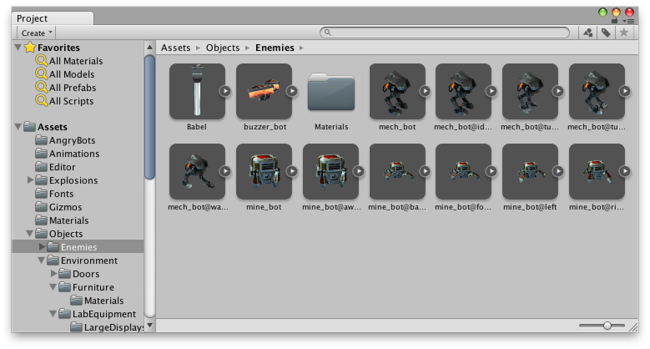 Project
Create
Favorites
All Materials
All Models
All Prefabs
All Scripts
Assets
AngryBots
Animations
Editor
Explosions
Fonts
Gizmos
Materials
Objects
Enemies
Environment
Doors
Furniture
Materials
LabEquipment
LargeDisplays
Assets ▸ Objects ▸ Enemies ▸
Babel
buzzer_bot
Materials
mech_bot
mech_bot@id...
mech_bot@tu...
mech_bot@tu...
mech_bot@wa...
mine_bot
mine_bot@aw...
mine_bot@ba...
mine_bot@fo...
mine_bot@left
mine_bot@ri...